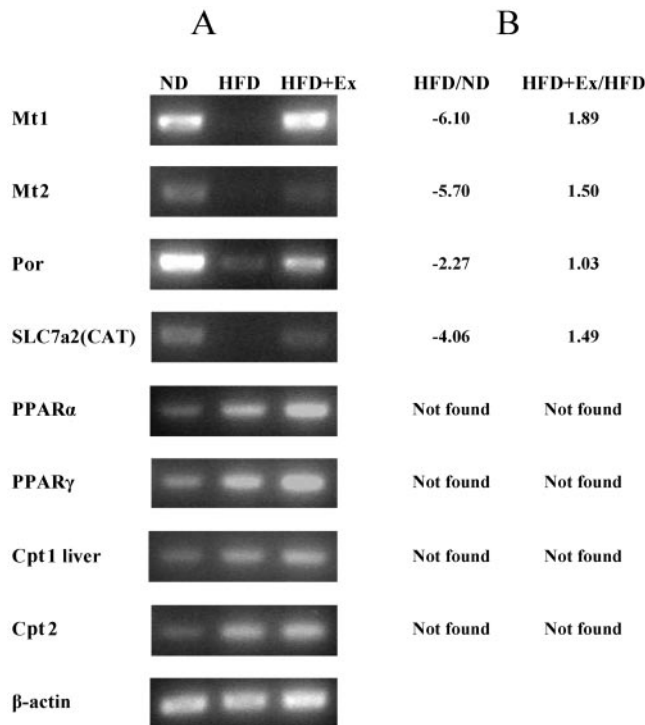 A B
ND HFD HFD+Ex HFD/ND HFD+Ex/HFD
Mt1 -6.10 1.89
Mt2 -5.70 1.50
Por -2.27 1.03
SLC7a2(CAT) -4.06 1.49
PPARα Not found Not found
PPARγ Not found Not found
Cpt1 liver Not found Not found
Cpt2 Not found Not found
β-actin